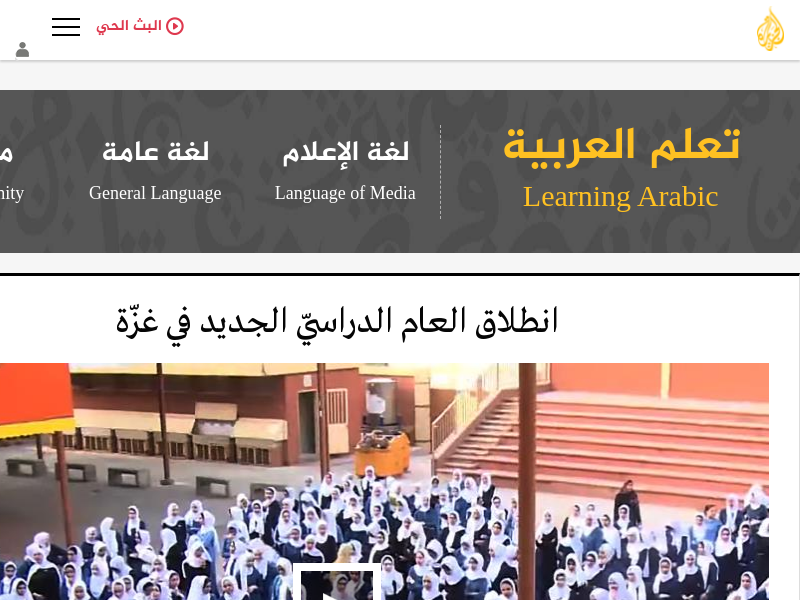 البث الحي
تعلم العربية
Learning Arabic
لغة الإعلام
Language of Media
لغة عامة
General Language
انطلاق العام الدراسيّ الجديد في غزّة